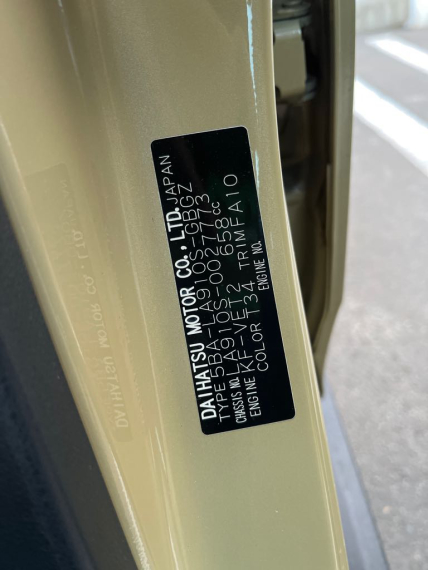 DAIHATSU MOTOR CO., LTD. JAPAN
TYPE 5BA-LA910S-GBGZ
CHASSIS NO. LA910S-0027773
ENGINE KF-VET2 658cc
COLOR T34 TRIM FA10
ENGINE NO.